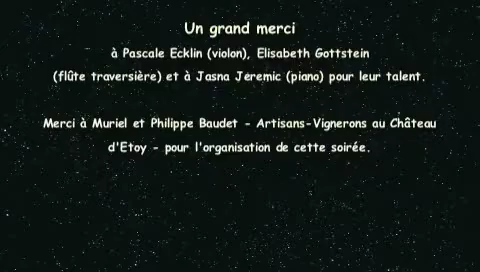 Un grand merci
à Pascale Ecklin (violon), Elisabeth Gottstein
(flûte traversière) et à Jasna Jeremic (piano) pour leur talent.
Merci à Muriel et Philippe Baudet - Artisans-Vignerons au Château
d'Etoy - pour l'organisation de cette soirée.